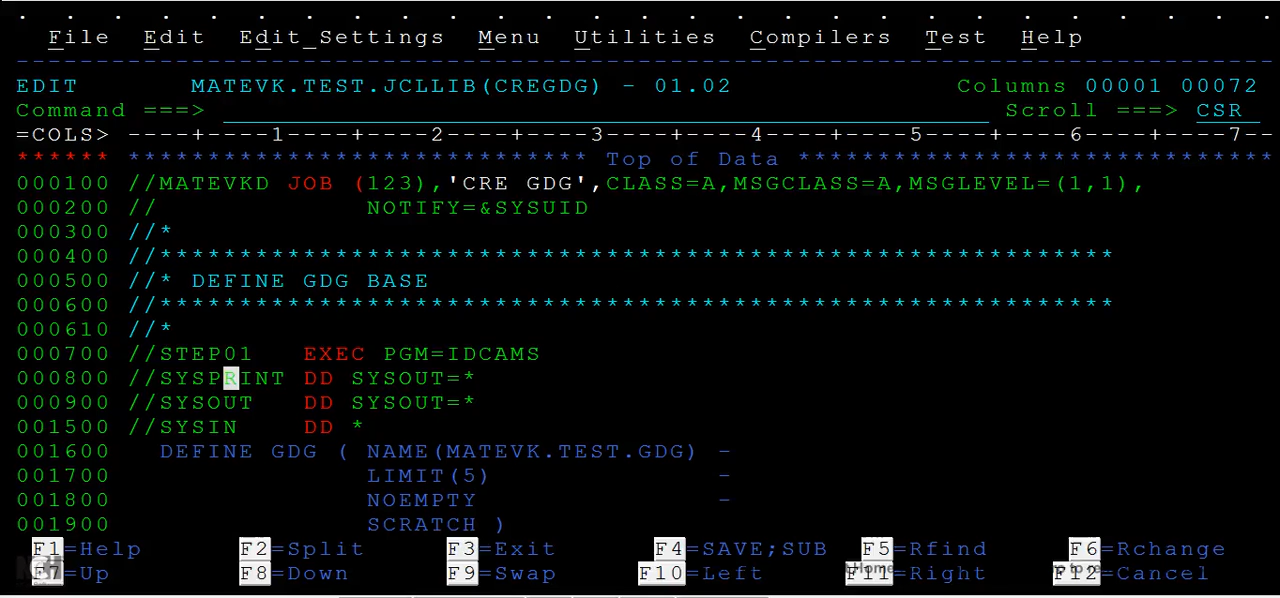 File Edit Edit_Settings Menu Utilities Compilers Test Help
EDIT MATEVK.TEST.JCLLIB(CREGDG) - 01.02 Columns 00001 00072
Command ===> Scroll ===> CSR
=COLS> ----+----1----+----2----+----3----+----4----+----5----+----6----+----7--
****** ***************************** Top of Data ******************************
000100 //MATEVKD JOB (123),'CRE GDG',CLASS=A,MSGCLASS=A,MSGLEVEL=(1,1),
000200 // NOTIFY=&SYSUID
000300 //*
000400 //************************************************************
000500 //* DEFINE GDG BASE
000600 //************************************************************
000610 //*
000700 //STEP01 EXEC PGM=IDCAMS
000800 //SYSPRINT DD SYSOUT=*
000900 //SYSOUT DD SYSOUT=*
001500 //SYSIN DD *
001600 DEFINE GDG ( NAME(MATEVK.TEST.GDG) -
001700 LIMIT(5) -
001800 NOEMPTY -
001900 SCRATCH )
F1=Help F2=Split F3=Exit F4=SAVE;SUB F5=Rfind F6=Rchange
F7=Up F8=Down F9=Swap F10=Left F11=Right F12=Cancel